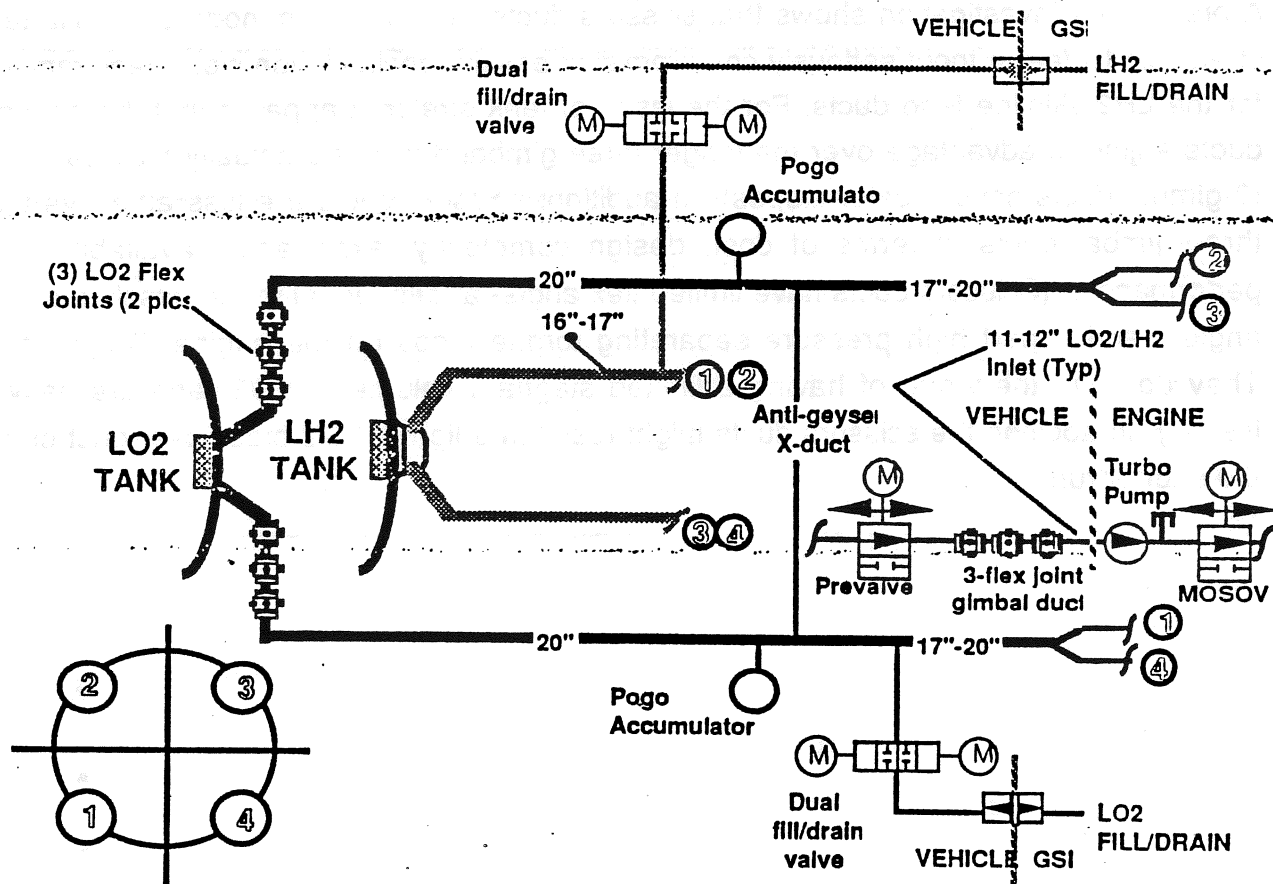 VEHICLE GSI
Dual
fill/drain
valve
LH2
FILL/DRAIN
M
M
Pogo
Accumulato
(3) LO2 Flex
Joints (2 plcs
20"
17"-20"
2
3
16"-17"
11-12" LO2/LH2
Inlet (Typ)
1 2
LO2
TANK
LH2
TANK
Anti-geyser
X-duct
VEHICLE ENGINE
Turbo
Pump
M
M
3 4
Prevalve
3-flex joint
gimbal duct
MOSOV
20"
17"-20"
1
4
2
3
1
4
Pogo
Accumulator
M
M
Dual
fill/drain
valve
LO2
FILL/DRAIN
VEHICLE GSI